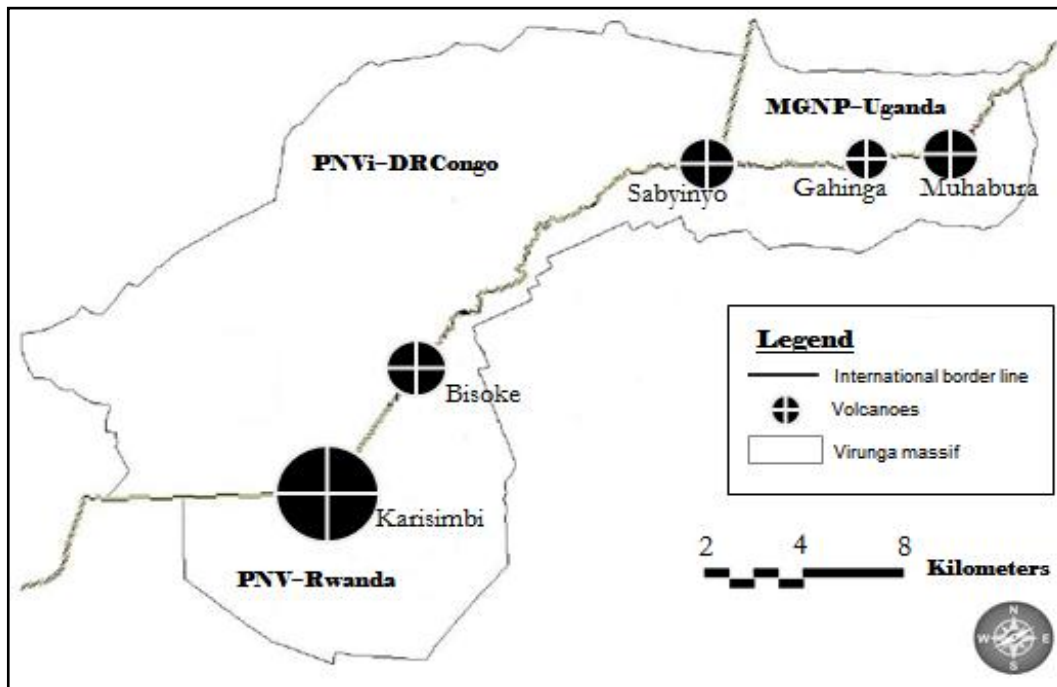 MGNP-Uganda
PNVi-DRCongo
Sabyinyo
Gahinga
Muhabura
Bisoke
Karisimbi
PNV-Rwanda
Legend
International border line
Volcanoes
Virunga massif
2 4 8
Kilometers
N
W E
S